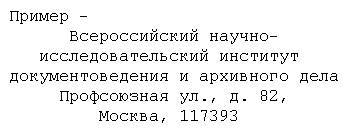 Пример –
Всероссийский научно-
исследовательский институт
документоведения и архивного дела
Профсоюзная ул., д. 82,
Москва, 117393